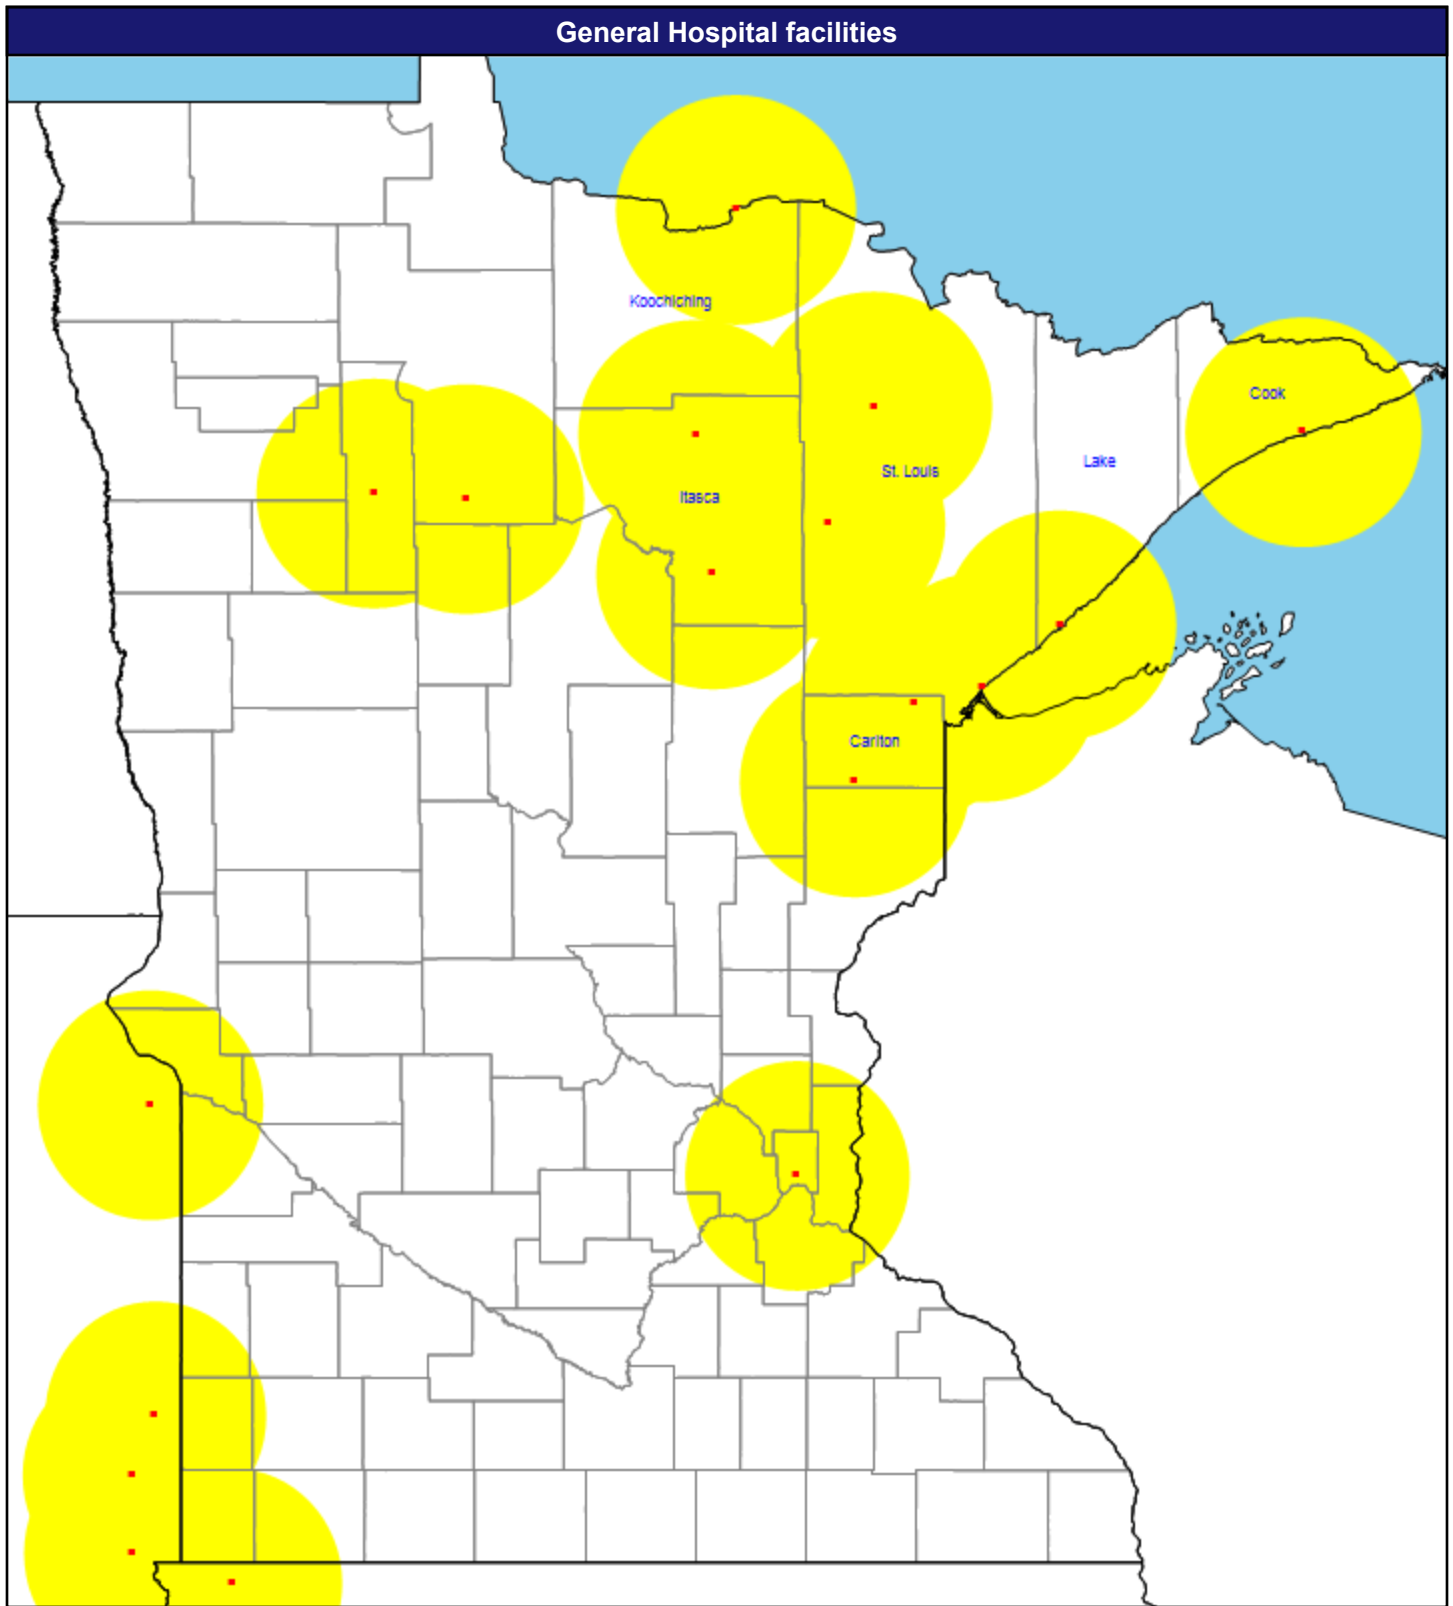 General Hospital facilities
Koochiching
Cook
Lake
St. Louis
Itasca
Carlton